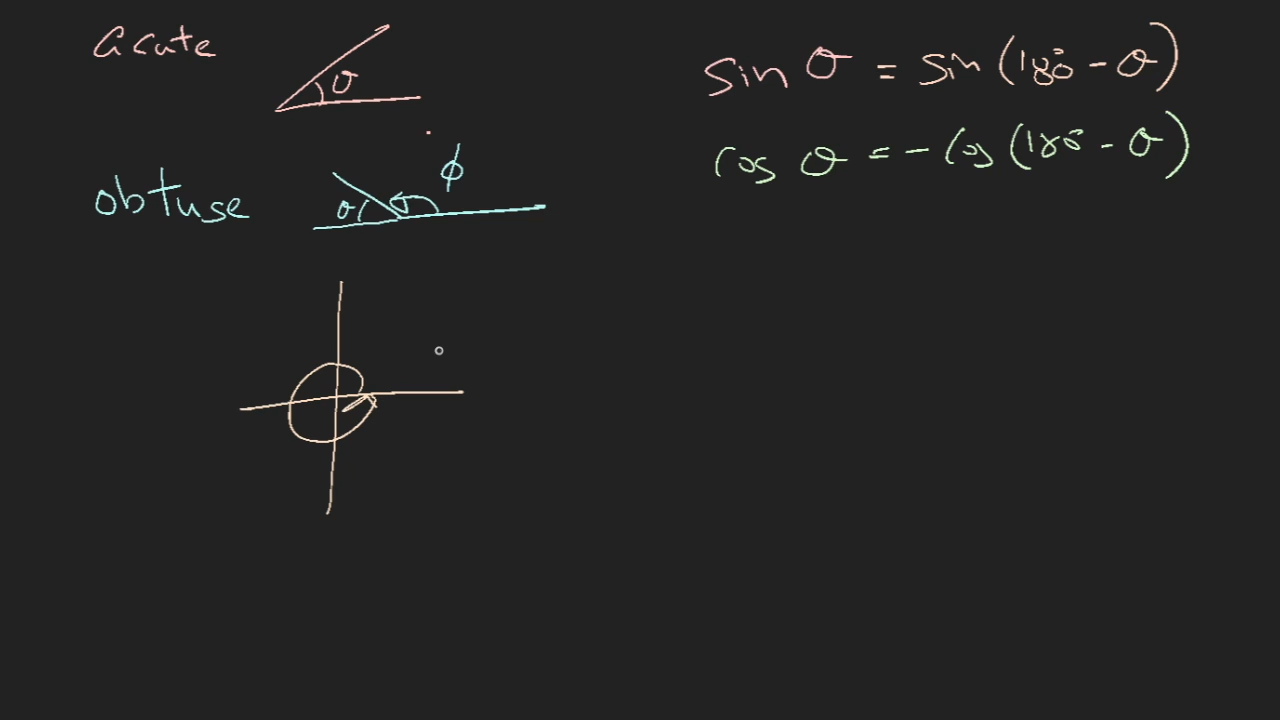 acute
θ
sin θ = sin (180° - θ)
cos θ = - cos (180° - θ)
obtuse
θ
ϕ